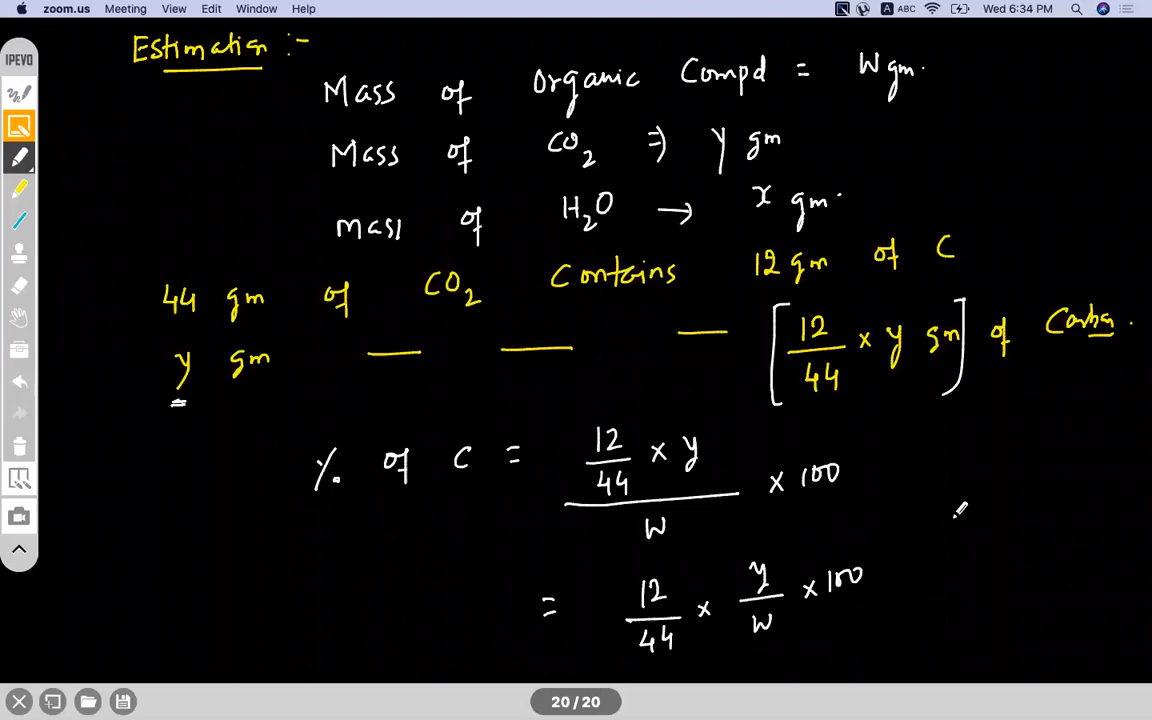 zoom.us Meeting View Edit Window Help A ABC Wed 6:34 PM
IPEVO
Estimation :-
Mass of Organic Compd = W gm.
Mass of CO2 ⇒ y gm
mass of H2O → x gm.
44 gm of CO2 Contains 12 gm of C
y gm — — — [12/44 × y gm] of Carbon.
% of C = (12/44 × y)/W × 100
= 12/44 × y/W × 100
20 / 20